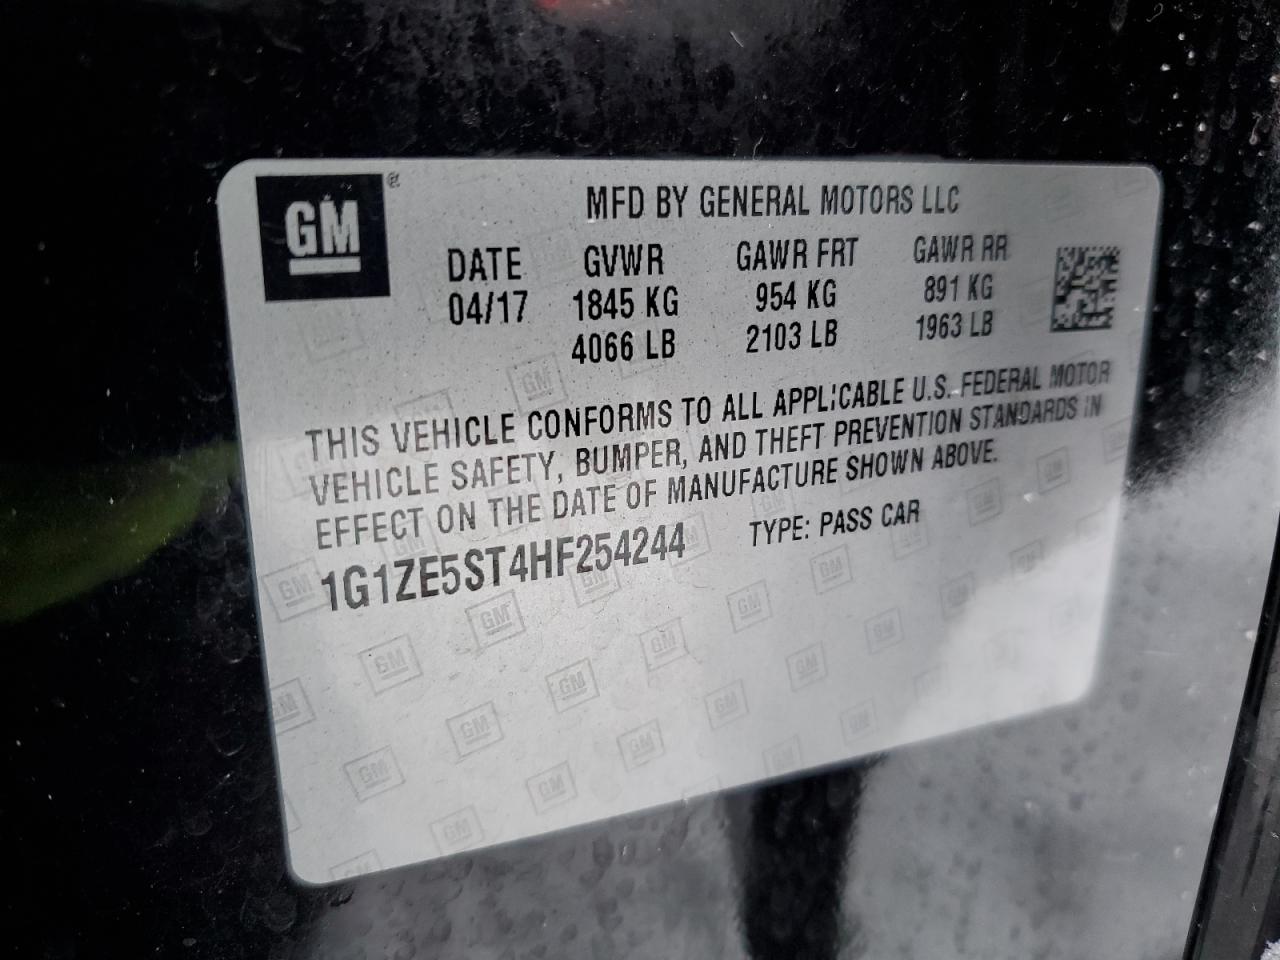 GM®
MFD BY GENERAL MOTORS LLC
DATE GVWR GAWR FRT GAWR RR
04/17 1845 KG 954 KG 891 KG
4066 LB 2103 LB 1963 LB
THIS VEHICLE CONFORMS TO ALL APPLICABLE U.S. FEDERAL MOTOR
VEHICLE SAFETY, BUMPER, AND THEFT PREVENTION STANDARDS IN
EFFECT ON THE DATE OF MANUFACTURE SHOWN ABOVE.
1G1ZE5ST4HF254244 TYPE: PASS CAR